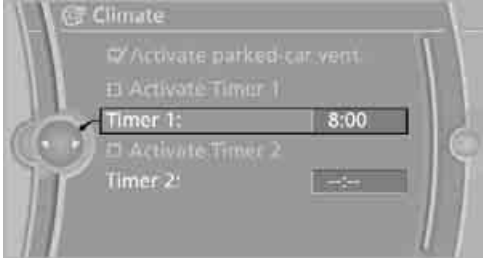 Climate
Activate parked-car vent.
Activate Timer 1
Timer 1: 8:00
Activate Timer 2
Timer 2: --:--